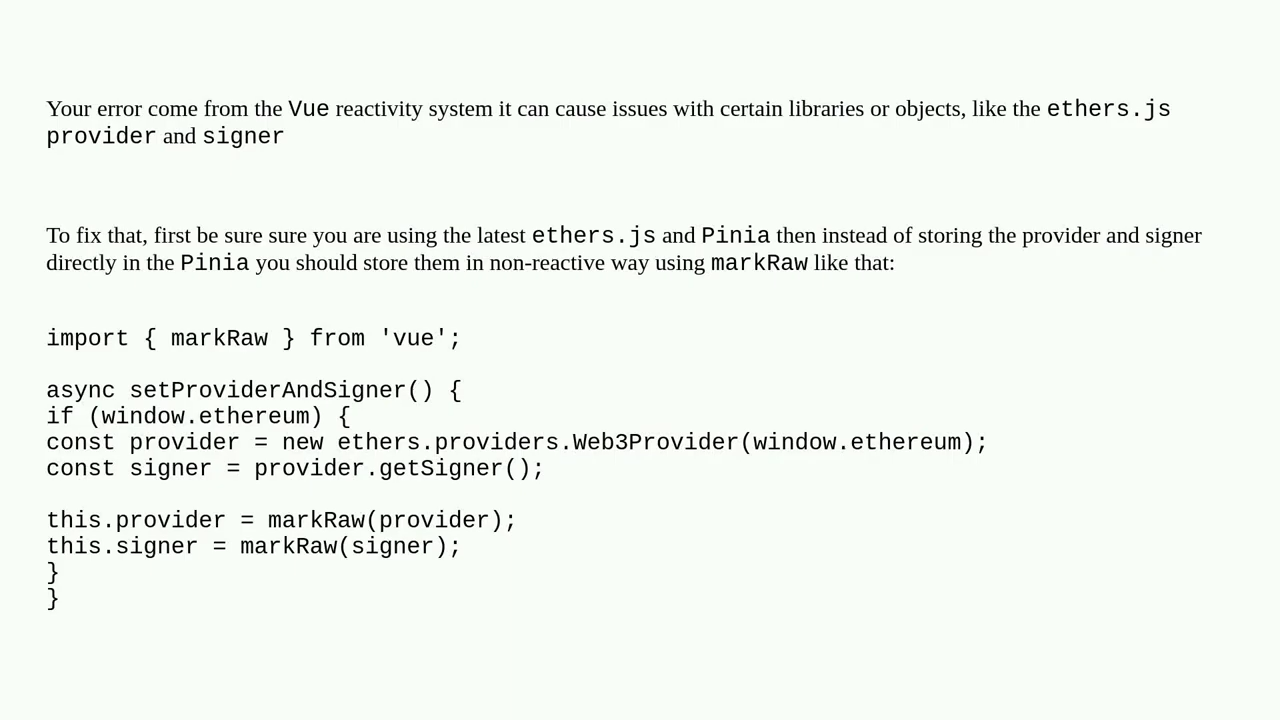 Your error come from the Vue reactivity system it can cause issues with certain libraries or objects, like the ethers.js
provider and signer
To fix that, first be sure sure you are using the latest ethers.js and Pinia then instead of storing the provider and signer
directly in the Pinia you should store them in non-reactive way using markRaw like that:
import { markRaw } from 'vue';
async setProviderAndSigner() {
if (window.ethereum) {
const provider = new ethers.providers.Web3Provider(window.ethereum);
const signer = provider.getSigner();
this.provider = markRaw(provider);
this.signer = markRaw(signer);
}
}